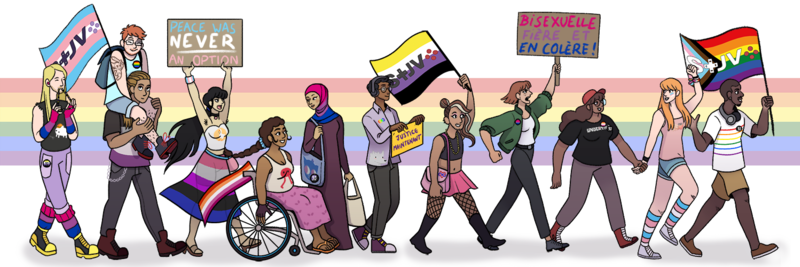 STJV
PEACE WAS
NEVER
AN OPTION
STJV
JUSTICE
MAINTENANT
BISEXUELLE
FIÈRE ET
EN COLÈRE !
STJV